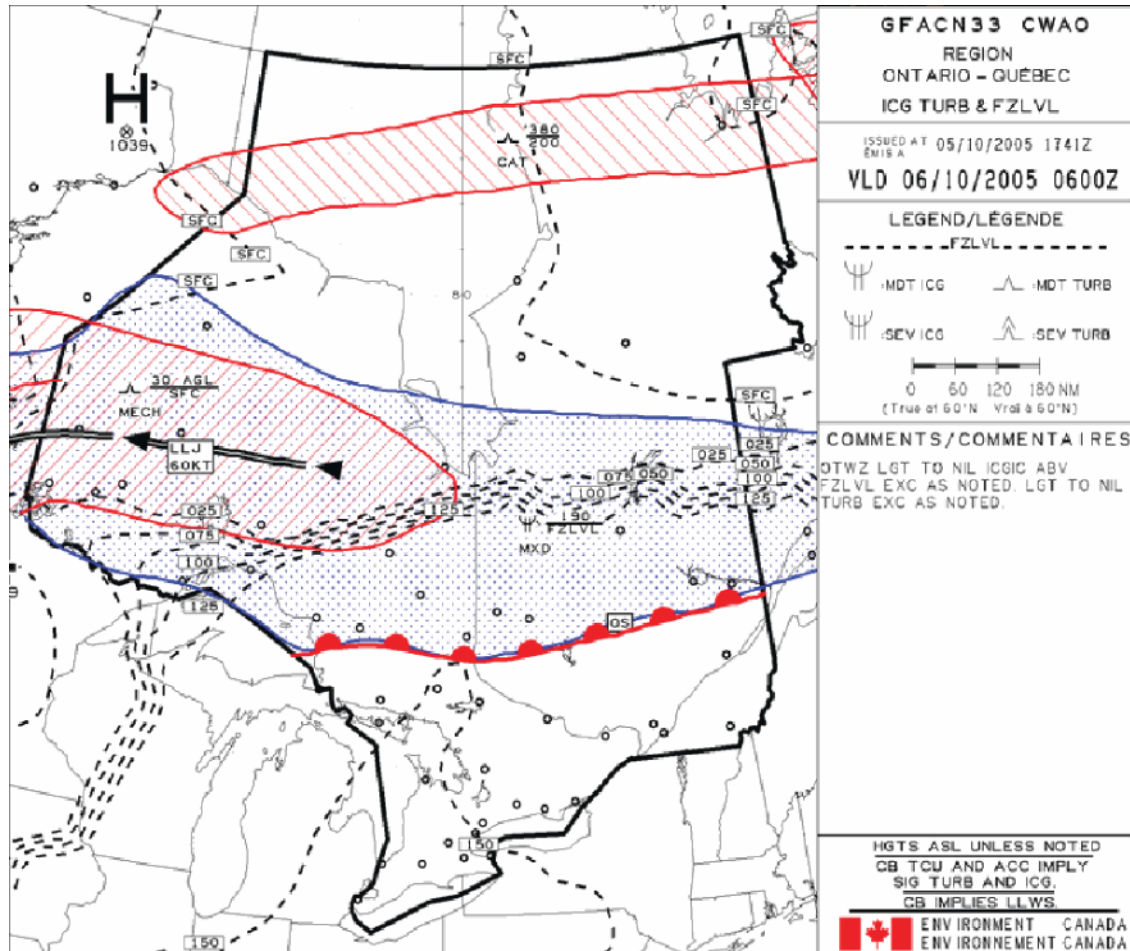 GFACN33 CWAO
REGION
ONTARIO - QUÉBEC
ICG TURB & FZLVL
ISSUED AT
ÉMIS A
05/10/2005 1741Z
VLD 06/10/2005 0600Z
LEGEND/LÉGENDE
FZLVL
:MDT ICG
:MDT TURB
:SEV ICG
:SEV TURB
0 60 120 180 NM
(True at 60°N Vrai à 60°N)
COMMENTS/COMMENTAIRES
OTWZ LGT TO NIL ICGIC ABV
FZLVL EXC AS NOTED. LGT TO NIL
TURB EXC AS NOTED.
HGTS ASL UNLESS NOTED
CB TCU AND ACC IMPLY
SIG TURB AND ICG.
CB IMPLIES LLWS.
ENVIRONMENT CANADA
ENVIRONNEMENT CANADA
SFC
SFC
H
1039
SFC
380
200
CAT
SFC
SFC
SFC
80
30 AGL
SFC
MECH
SFC
LLJ
60KT
025
025
075
050
050
100
100
125
125
025
190
FZLVL
MXD
075
100
125
QS
150
150